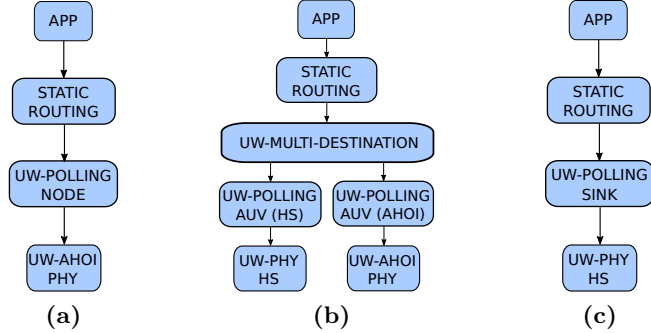 APP
STATIC
ROUTING
UW-POLLING
NODE
UW-AHOI
PHY
(a)
APP
STATIC
ROUTING
UW-MULTI-DESTINATION
UW-POLLING
AUV (HS)
UW-POLLING
AUV (AHOI)
UW-PHY
HS
UW-AHOI
PHY
(b)
APP
STATIC
ROUTING
UW-POLLING
SINK
UW-PHY
HS
(c)